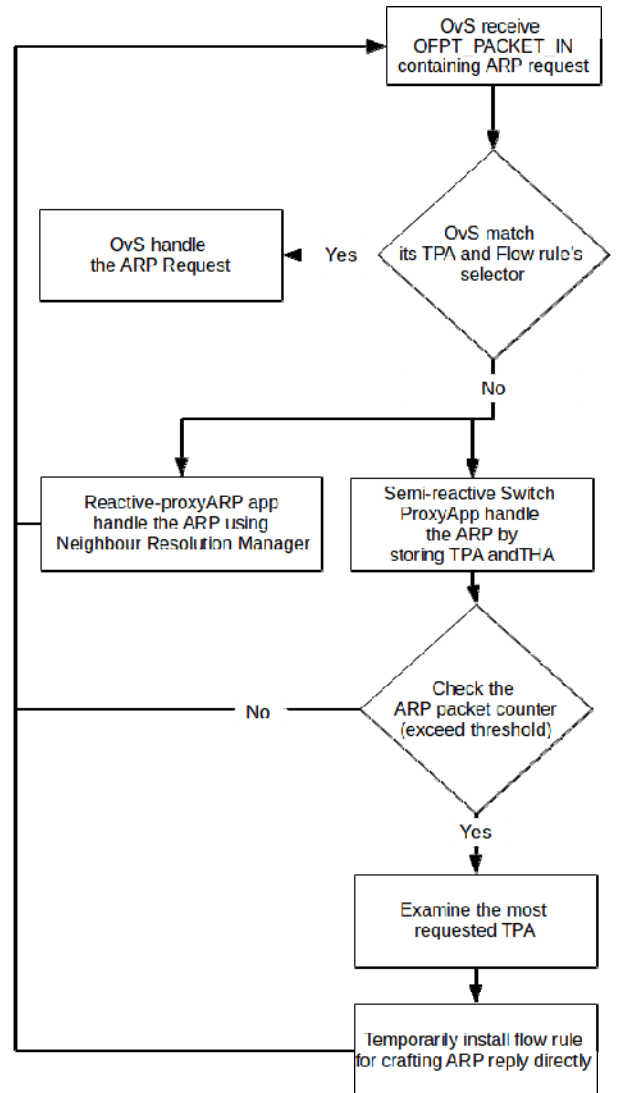 OvS receive
OFPT_PACKET_IN
containing ARP request
OvS match
its TPA and Flow rule's
selector
Yes
OvS handle
the ARP Request
No
Reactive-proxyARP app
handle the ARP using
Neighbour Resolution Manager
Semi-reactive Switch
ProxyApp handle
the ARP by
storing TPA andTHA
Check the
ARP packet counter
(exceed threshold)
No
Yes
Examine the most
requested TPA
Temporarily install flow rule
for crafting ARP reply directly